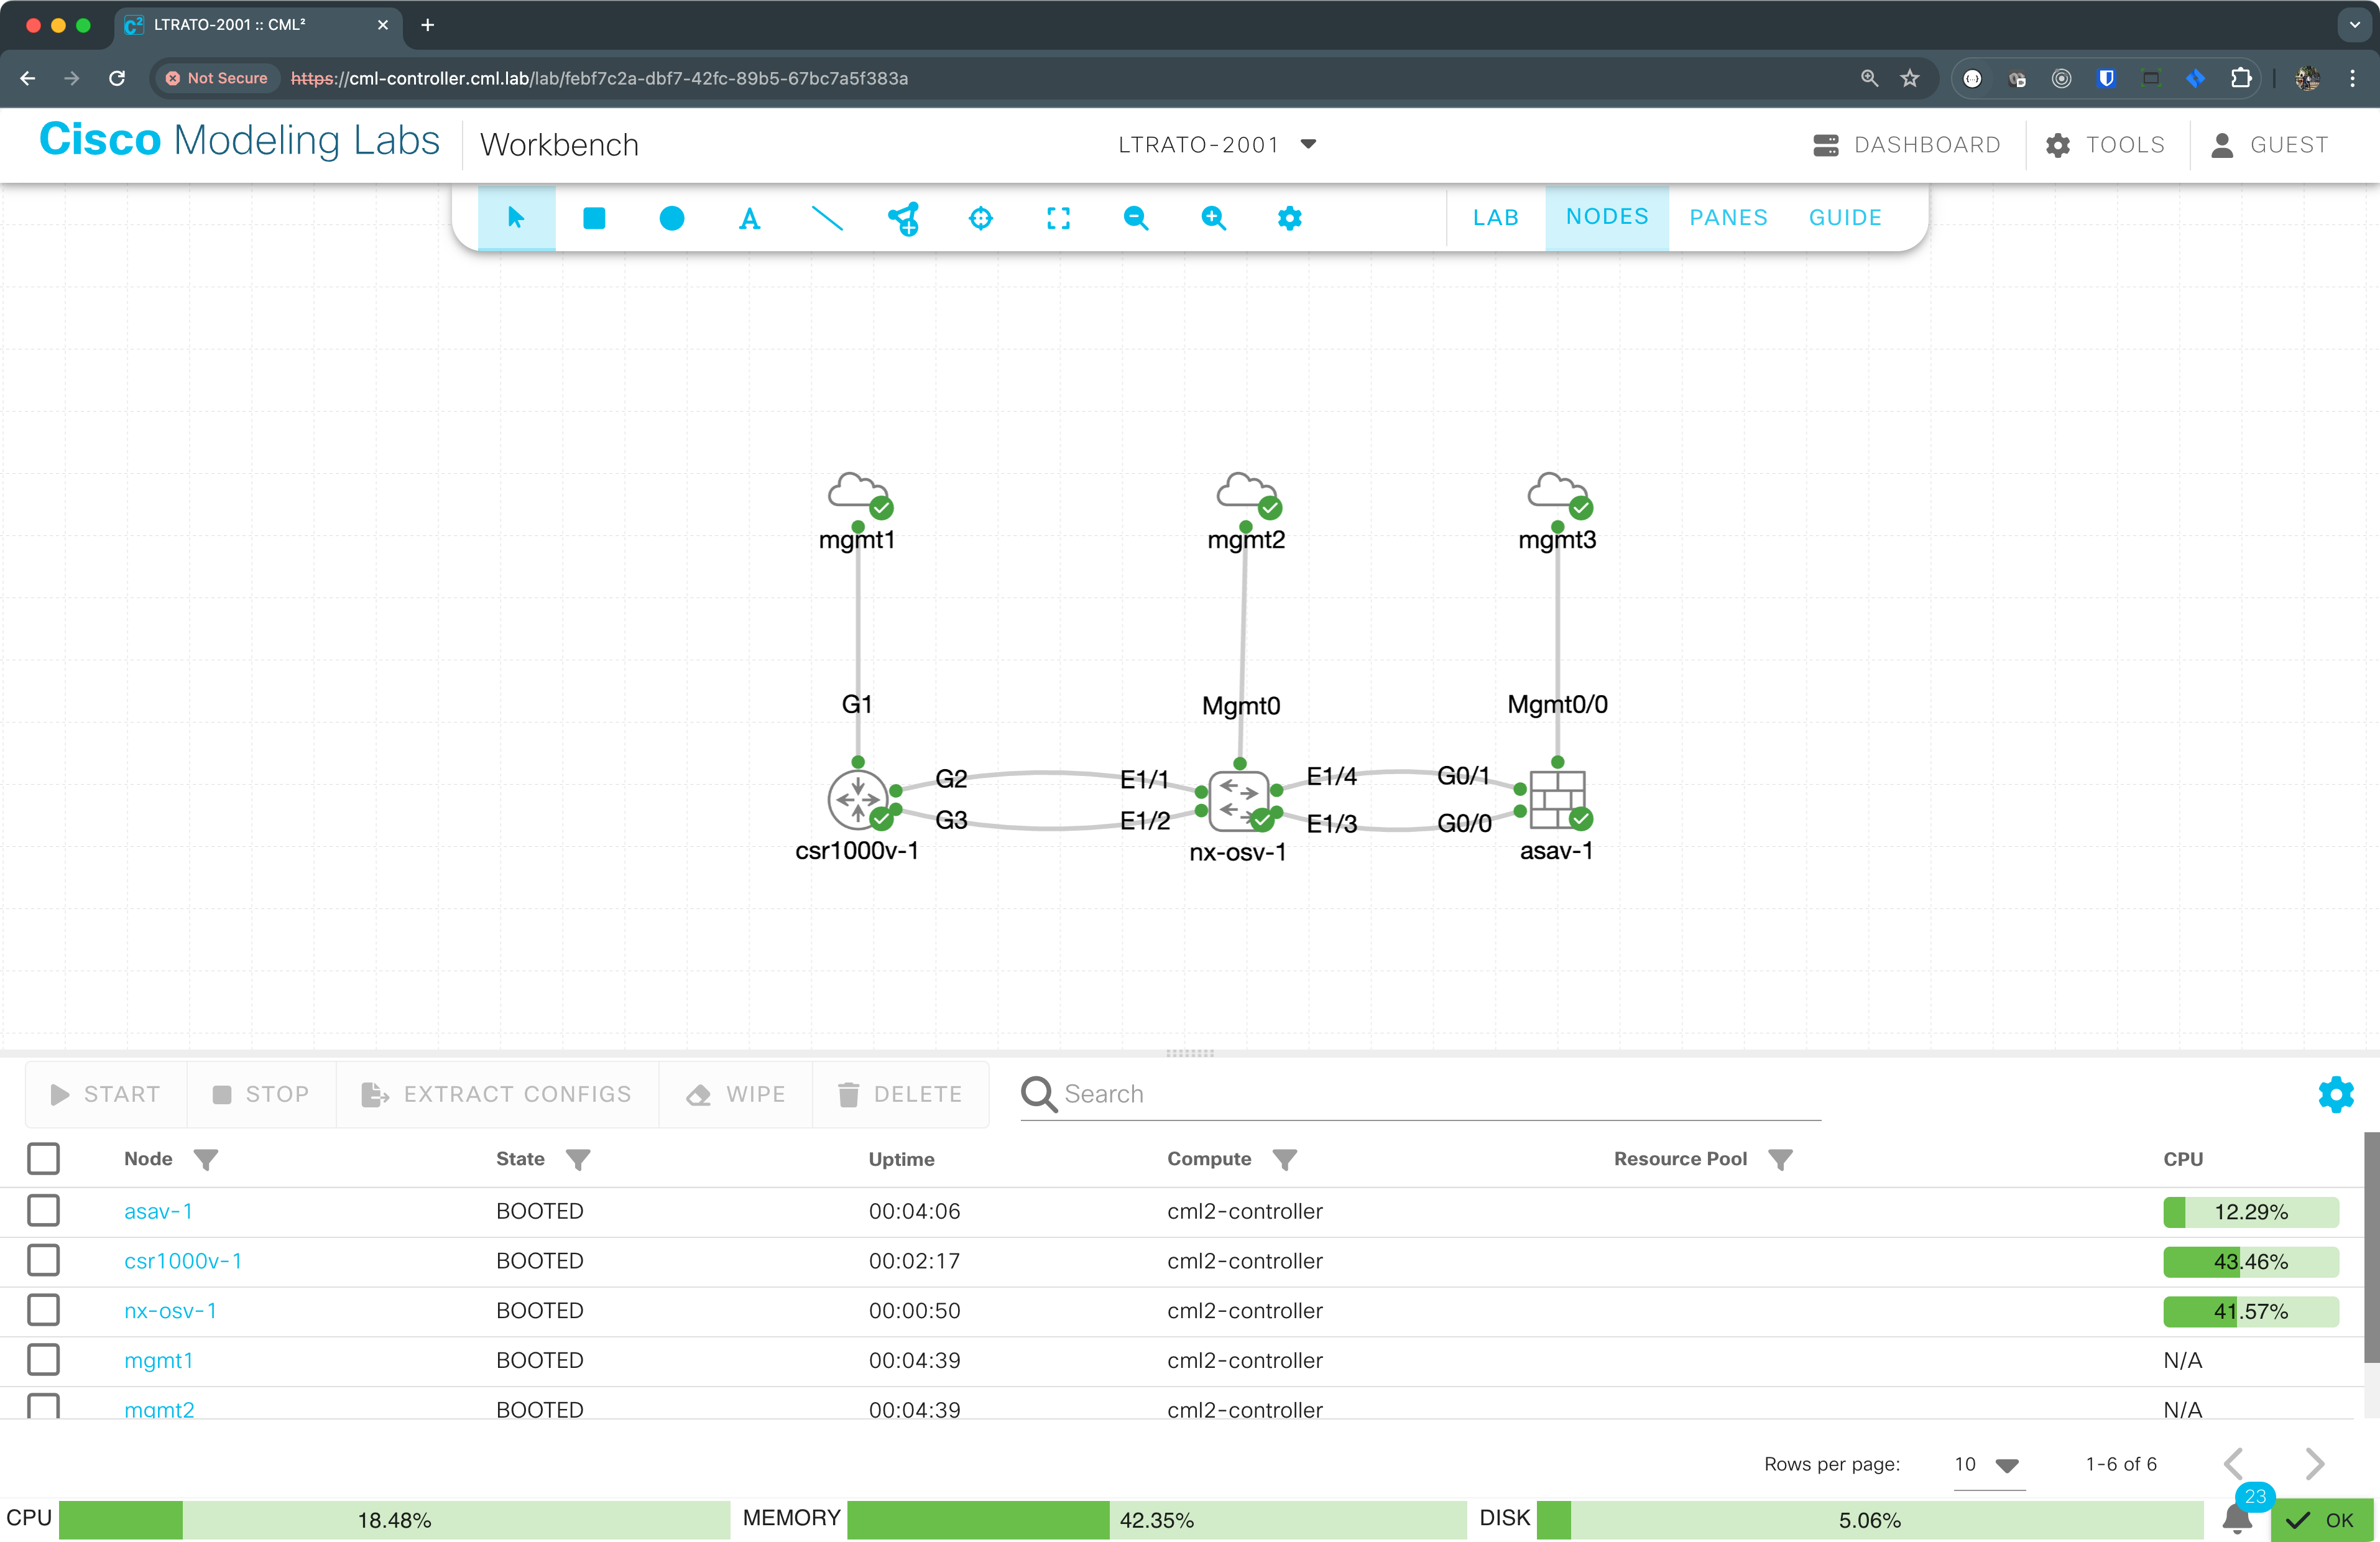 LTRATO-2001 :: CML²
Not Secure https://cml-controller.cml.lab/lab/febf7c2a-dbf7-42fc-89b5-67bc7a5f383a
Cisco Modeling Labs Workbench LTRATO-2001 DASHBOARD TOOLS GUEST
LAB NODES PANES GUIDE
mgmt1 mgmt2 mgmt3
G1 Mgmt0 Mgmt0/0
G2 E1/1 E1/4 G0/1
G3 E1/2 E1/3 G0/0
csr1000v-1 nx-osv-1 asav-1
START STOP EXTRACT CONFIGS WIPE DELETE Search
Node State Uptime Compute Resource Pool CPU
asav-1 BOOTED 00:04:06 cml2-controller 12.29%
csr1000v-1 BOOTED 00:02:17 cml2-controller 43.46%
nx-osv-1 BOOTED 00:00:50 cml2-controller 41.57%
mgmt1 BOOTED 00:04:39 cml2-controller N/A
mgmt2 BOOTED 00:04:39 cml2-controller N/A
Rows per page: 10 1-6 of 6
CPU 18.48% MEMORY 42.35% DISK 5.06% 23 OK